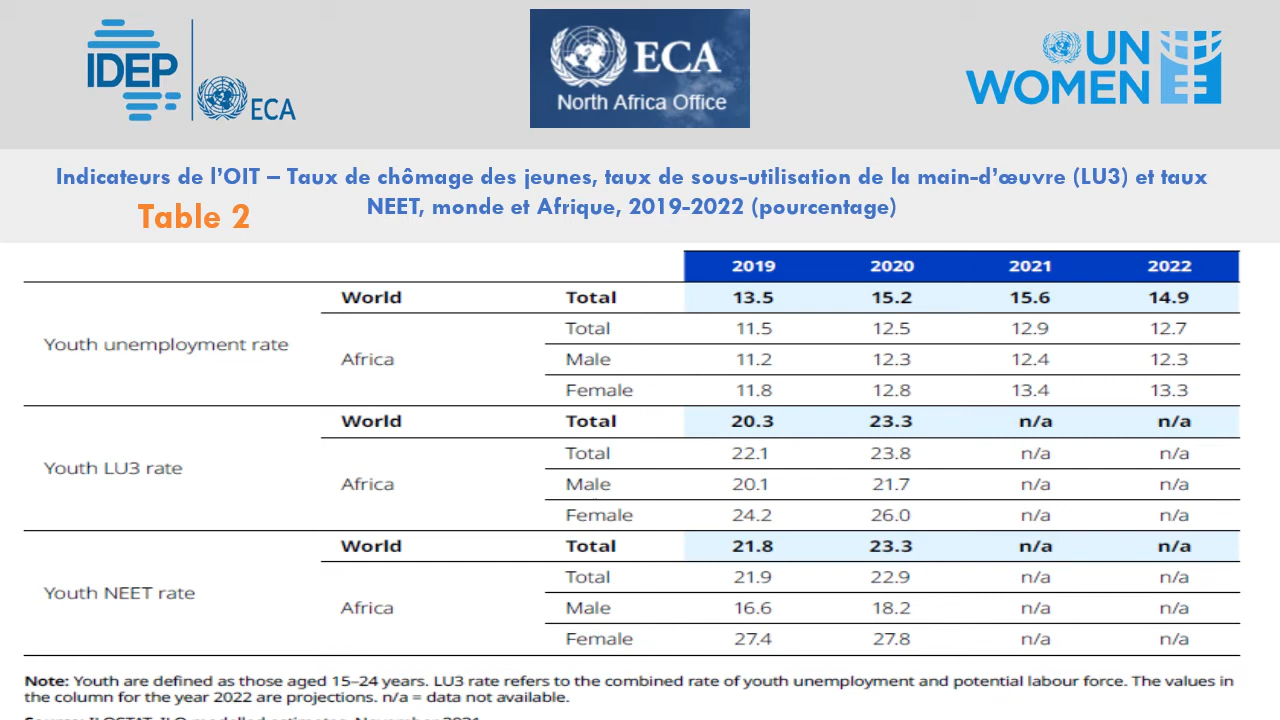 IDEP
ECA
ECA
North Africa Office
UN
WOMEN
Indicateurs de l’OIT – Taux de chômage des jeunes, taux de sous-utilisation de la main-d’œuvre (LU3) et taux
NEET, monde et Afrique, 2019-2022 (pourcentage)
Table 2
2019 2020 2021 2022
World Total 13.5 15.2 15.6 14.9
Total 11.5 12.5 12.9 12.7
Youth unemployment rate Africa Male 11.2 12.3 12.4 12.3
Female 11.8 12.8 13.4 13.3
World Total 20.3 23.3 n/a n/a
Total 22.1 23.8 n/a n/a
Youth LU3 rate Africa Male 20.1 21.7 n/a n/a
Female 24.2 26.0 n/a n/a
World Total 21.8 23.3 n/a n/a
Total 21.9 22.9 n/a n/a
Youth NEET rate Africa Male 16.6 18.2 n/a n/a
Female 27.4 27.8 n/a n/a
Note: Youth are defined as those aged 15–24 years. LU3 rate refers to the combined rate of youth unemployment and potential labour force. The values in
the column for the year 2022 are projections. n/a = data not available.
Source: ILOSTAT, ILO modelled estimates, November 2021